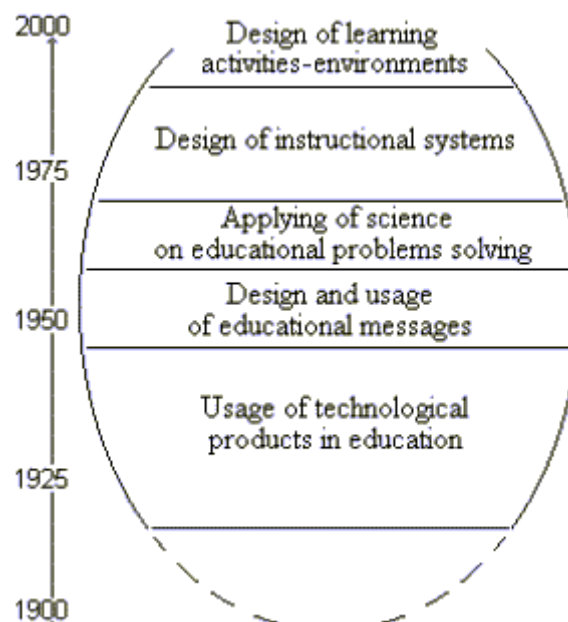 2000
Design of learning
activities-environments
Design of instructional systems
1975
Applying of science
on educational problems solving
Design and usage
of educational messages
1950
Usage of technological
products in education
1925
1900